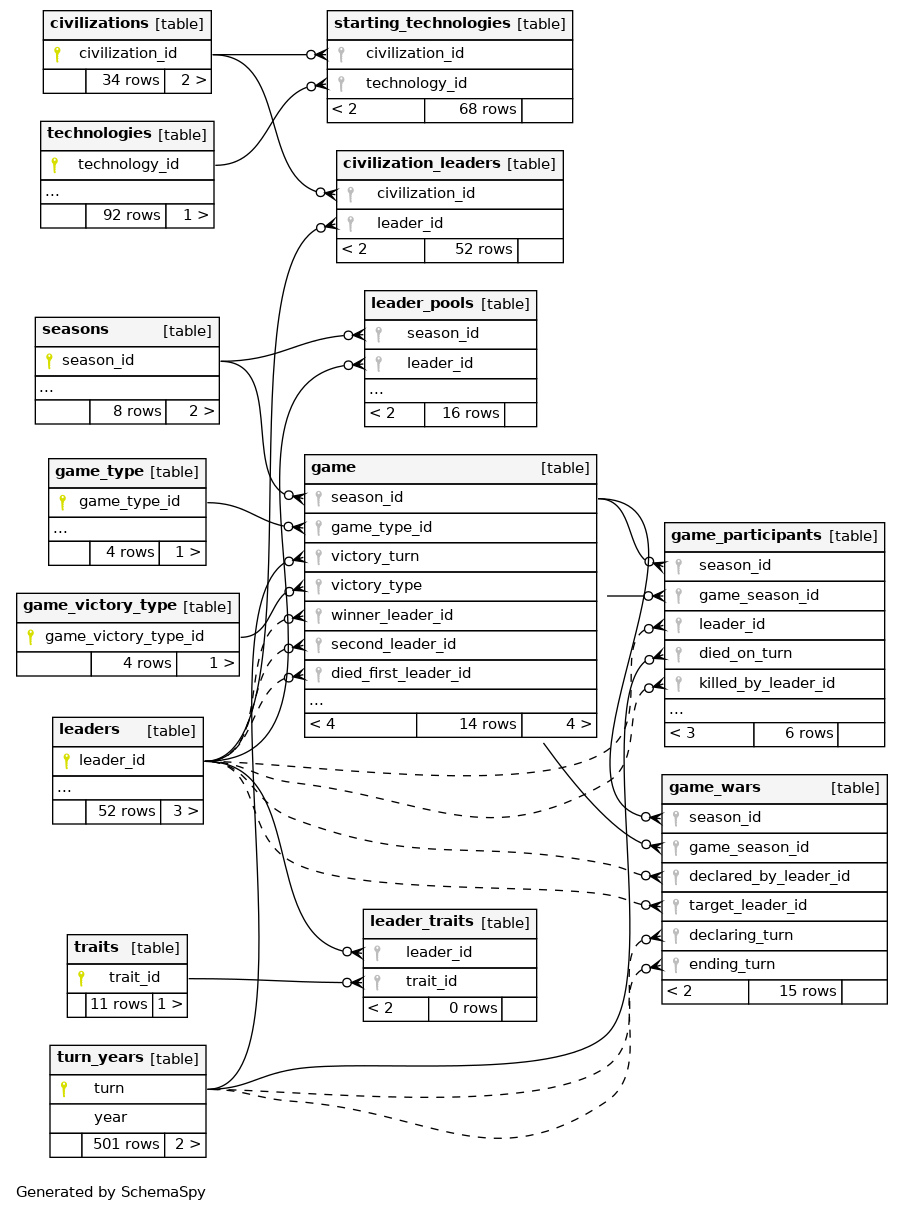 civilizations [table]
civilization_id
34 rows 2 >
starting_technologies [table]
civilization_id
technology_id
< 2 68 rows
technologies [table]
technology_id
...
92 rows 1 >
civilization_leaders [table]
civilization_id
leader_id
< 2 52 rows
leader_pools [table]
season_id
leader_id
...
< 2 16 rows
seasons [table]
season_id
...
8 rows 2 >
game_type [table]
game_type_id
...
4 rows 1 >
game [table]
season_id
game_type_id
victory_turn
victory_type
winner_leader_id
second_leader_id
died_first_leader_id
...
< 4 14 rows 4 >
game_participants [table]
season_id
game_season_id
leader_id
died_on_turn
killed_by_leader_id
...
< 3 6 rows
game_victory_type [table]
game_victory_type_id
4 rows 1 >
leaders [table]
leader_id
...
52 rows 3 >
game_wars [table]
season_id
game_season_id
declared_by_leader_id
target_leader_id
declaring_turn
ending_turn
< 2 15 rows
leader_traits [table]
leader_id
trait_id
< 2 0 rows
traits [table]
trait_id
11 rows 1 >
turn_years [table]
turn
year
501 rows 2 >
Generated by SchemaSpy